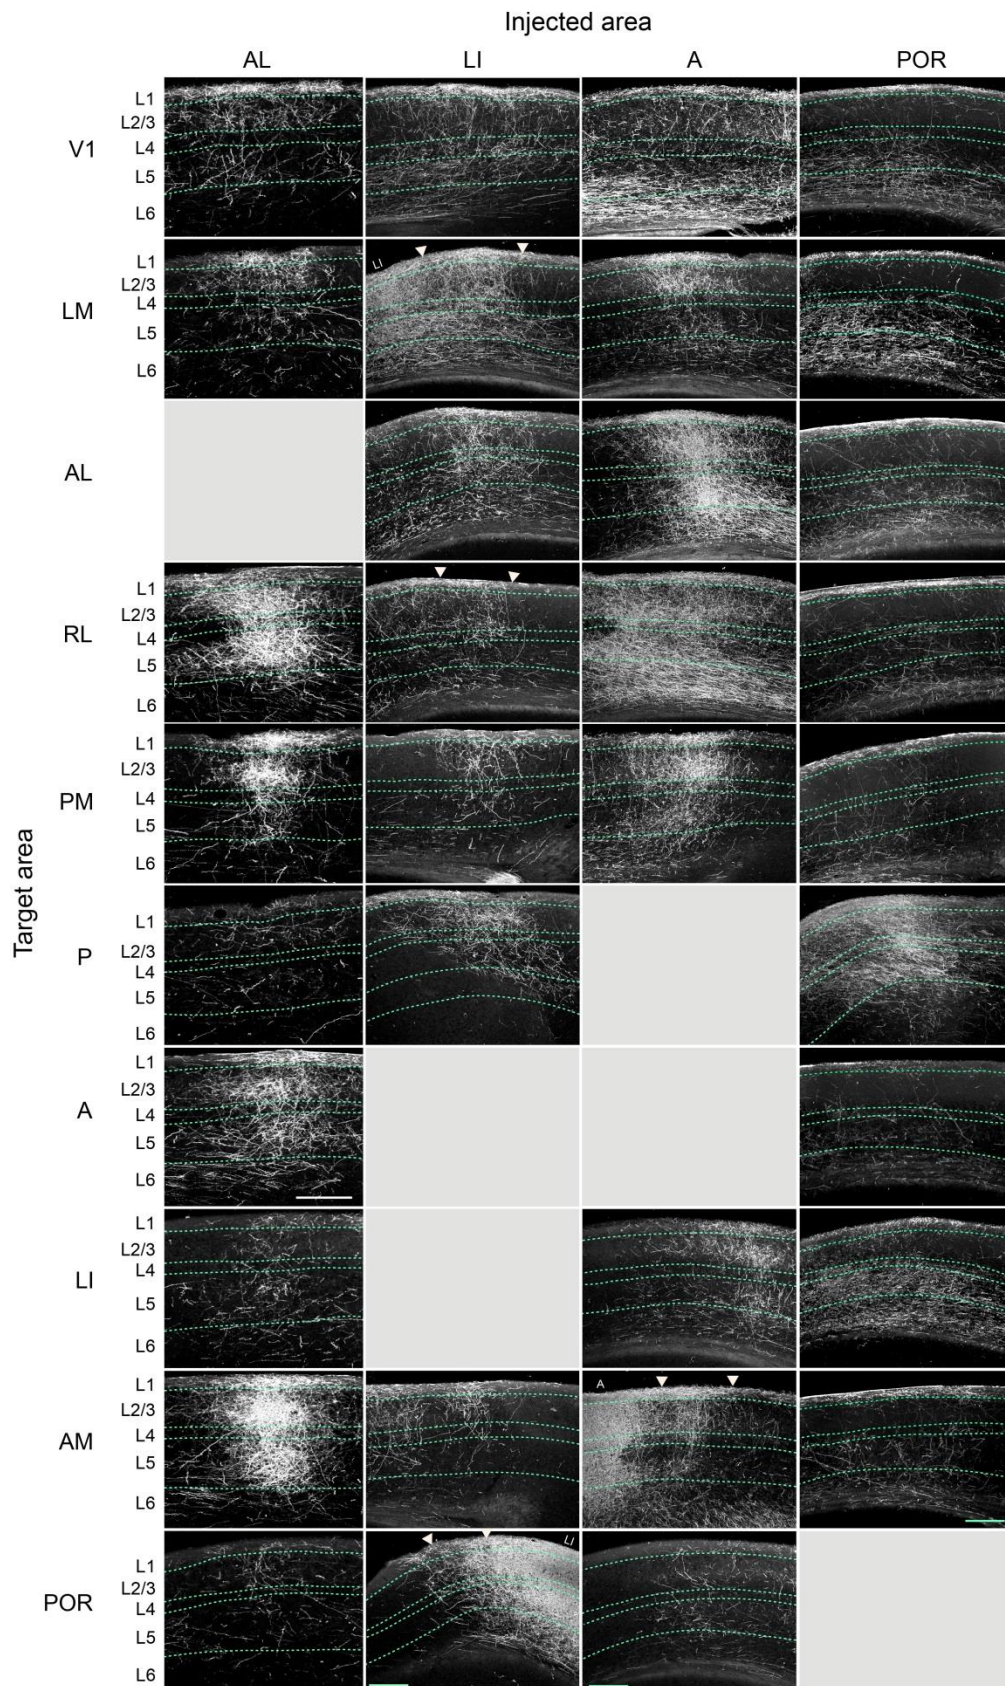 Injected area
AL LI A POR
L1
L2/3
V1 L4
L5
L6
L1 LI
L2/3
LM L4
L5
L6
AL
L1
L2/3
RL L4
L5
L6
L1
L2/3
PM L4
L5
L6
Target area
L1
P L2/3
L4
L5
L6
L1
L2/3
A L4
L5
L6
L1
L2/3
L4
LI
L5
L6
L1 A
L2/3
AM L4
L5
L6
L1 LI
L2/3
POR L4
L5
L6